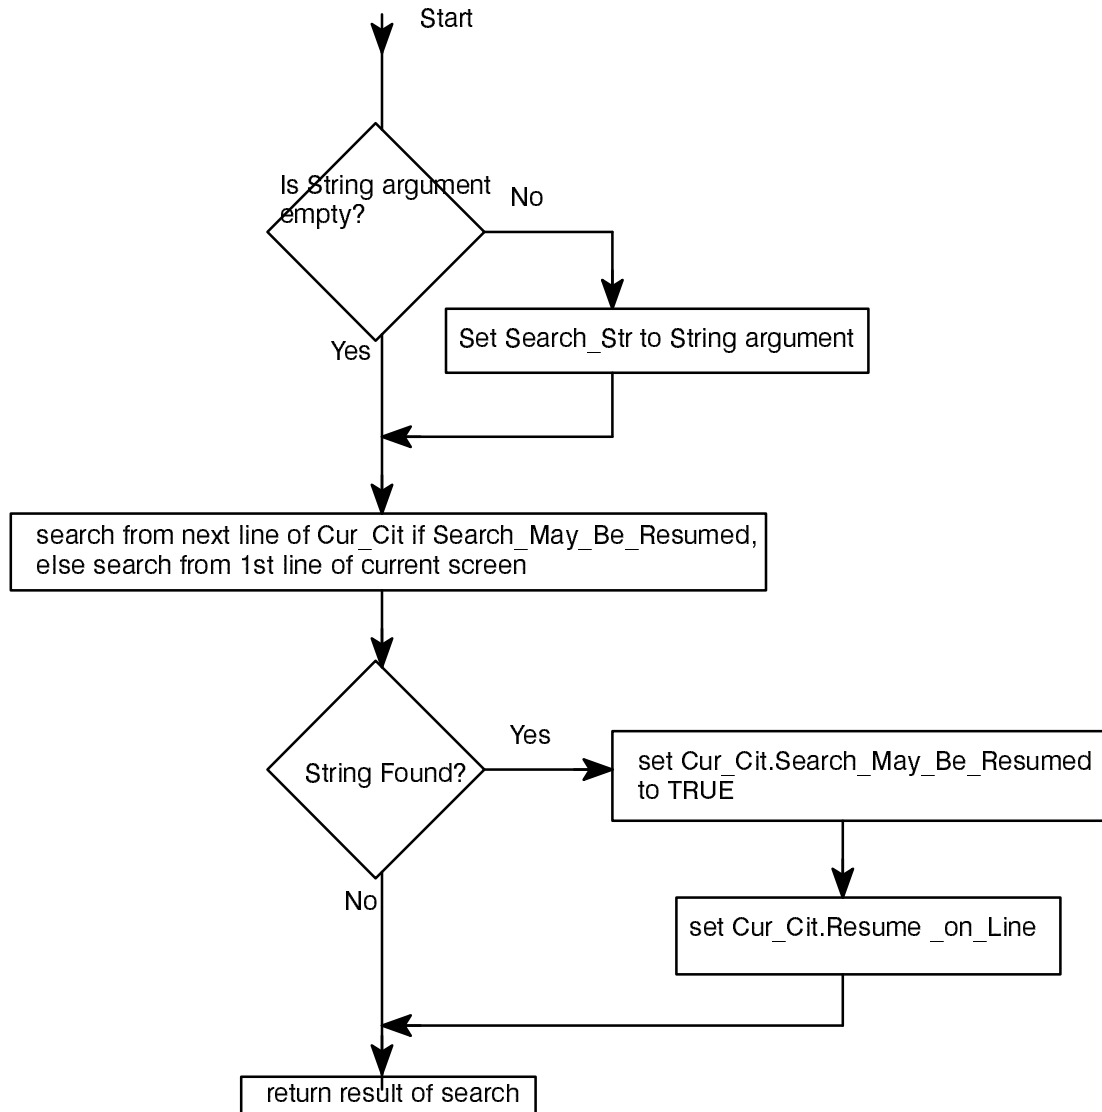 Start
Is String argument
empty?
No
Set Search_Str to String argument
Yes
search from next line of Cur_Cit if Search_May_Be_Resumed,
else search from 1st line of current screen
String Found?
Yes
set Cur_Cit.Search_May_Be_Resumed
to TRUE
No
set Cur_Cit.Resume _on_Line
return result of search